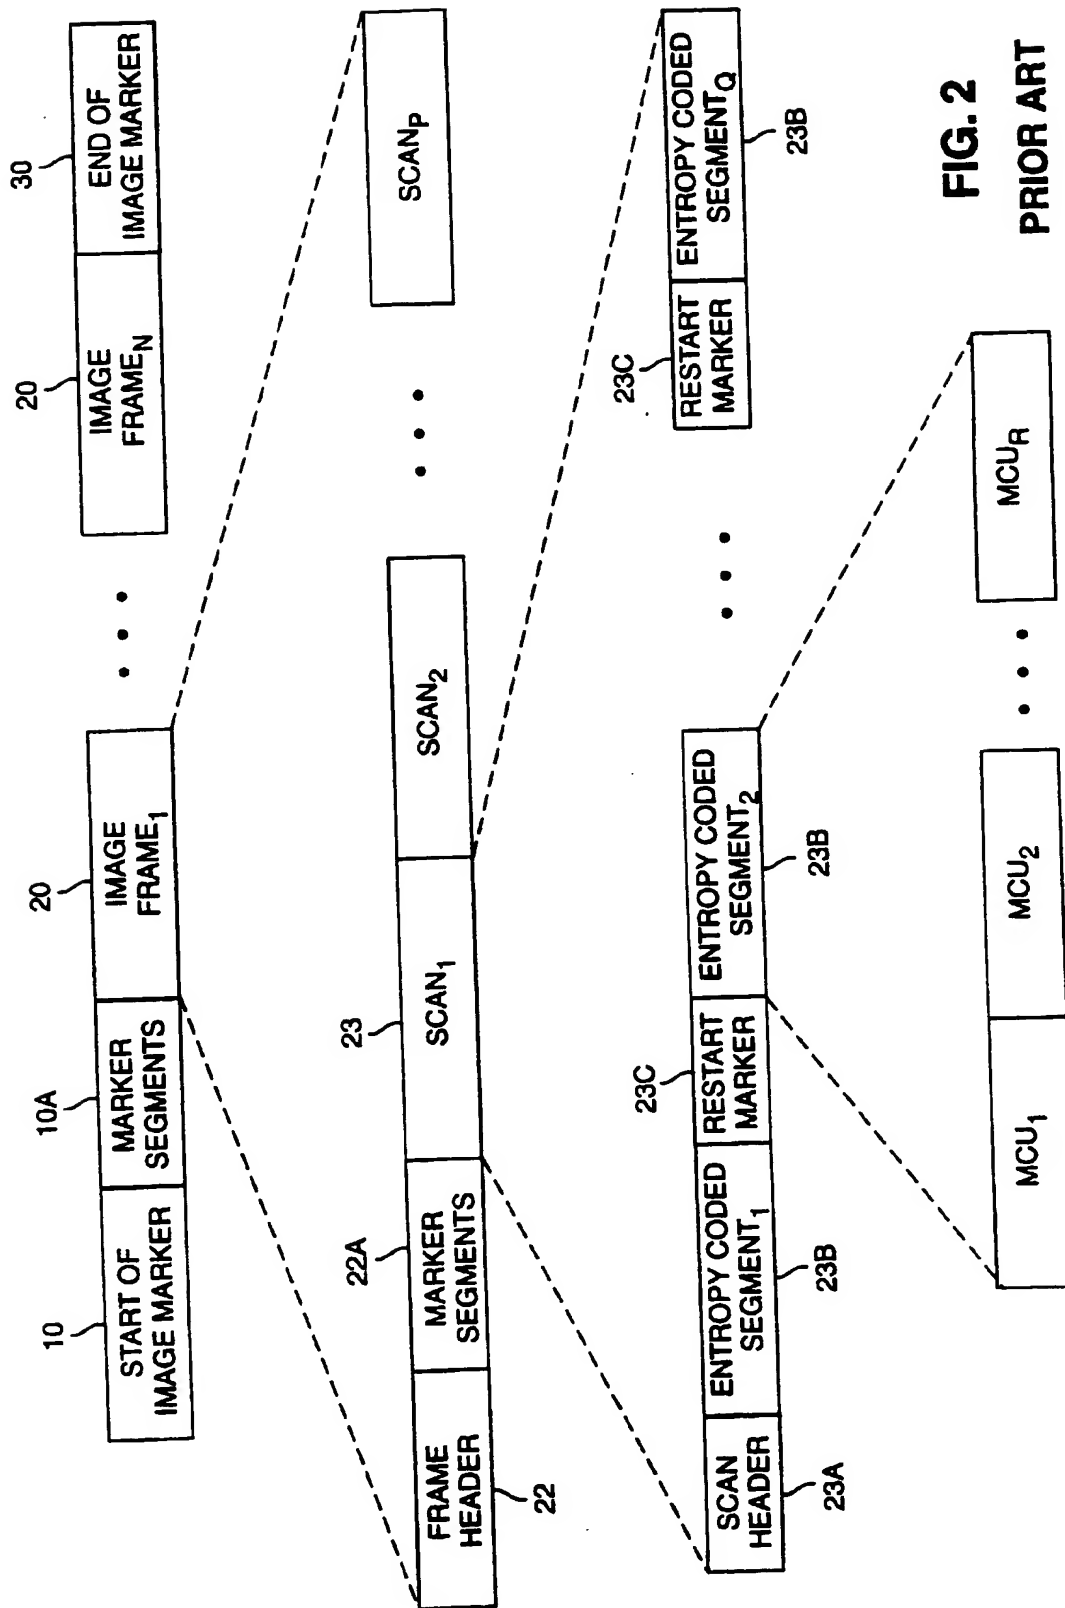 10
START OF
IMAGE MARKER
10A
MARKER
SEGMENTS
20
IMAGE
FRAME1
• • •
20
IMAGE
FRAMEN
30
END OF
IMAGE MARKER
FRAME
HEADER
22
22A
MARKER
SEGMENTS
23
SCAN1
SCAN2
• • •
SCANP
SCAN
HEADER
23A
ENTROPY CODED
SEGMENT1
23B
23C
RESTART
MARKER
ENTROPY CODED
SEGMENT2
23B
• • •
23C
RESTART
MARKER
ENTROPY CODED
SEGMENTQ
23B
MCU1
MCU2
• • •
MCUR
FIG. 2
PRIOR ART